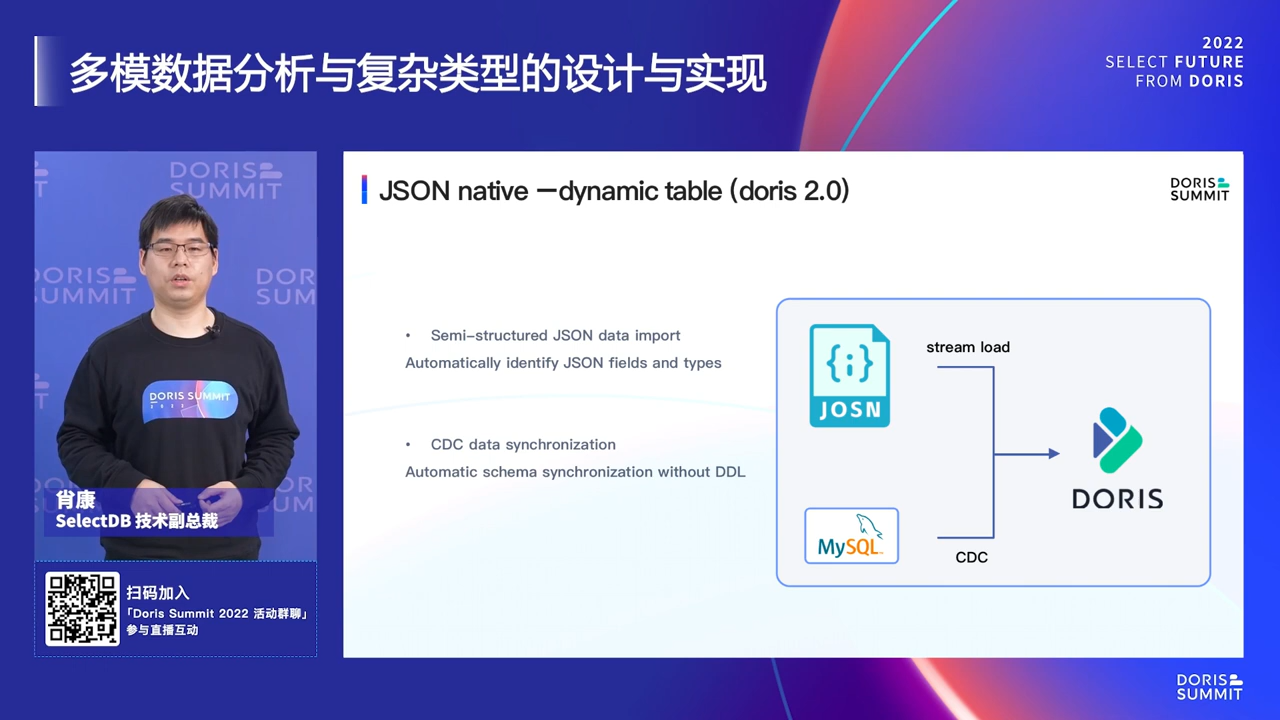 多模数据分析与复杂类型的设计与实现
2022
SELECT FUTURE
FROM DORIS
DORIS
SUMMIT
DORIS
SUMMIT
DORIS SUMMIT
2022
肖康
SelectDB 技术副总裁
扫码加入
「Doris Summit 2022 活动群聊」
参与直播互动
JSON native —dynamic table (doris 2.0)
DORIS
SUMMIT
• Semi-structured JSON data import
Automatically identify JSON fields and types
• CDC data synchronization
Automatic schema synchronization without DDL
JOSN
stream load
MySQL
CDC
DORIS
DORIS
SUMMIT